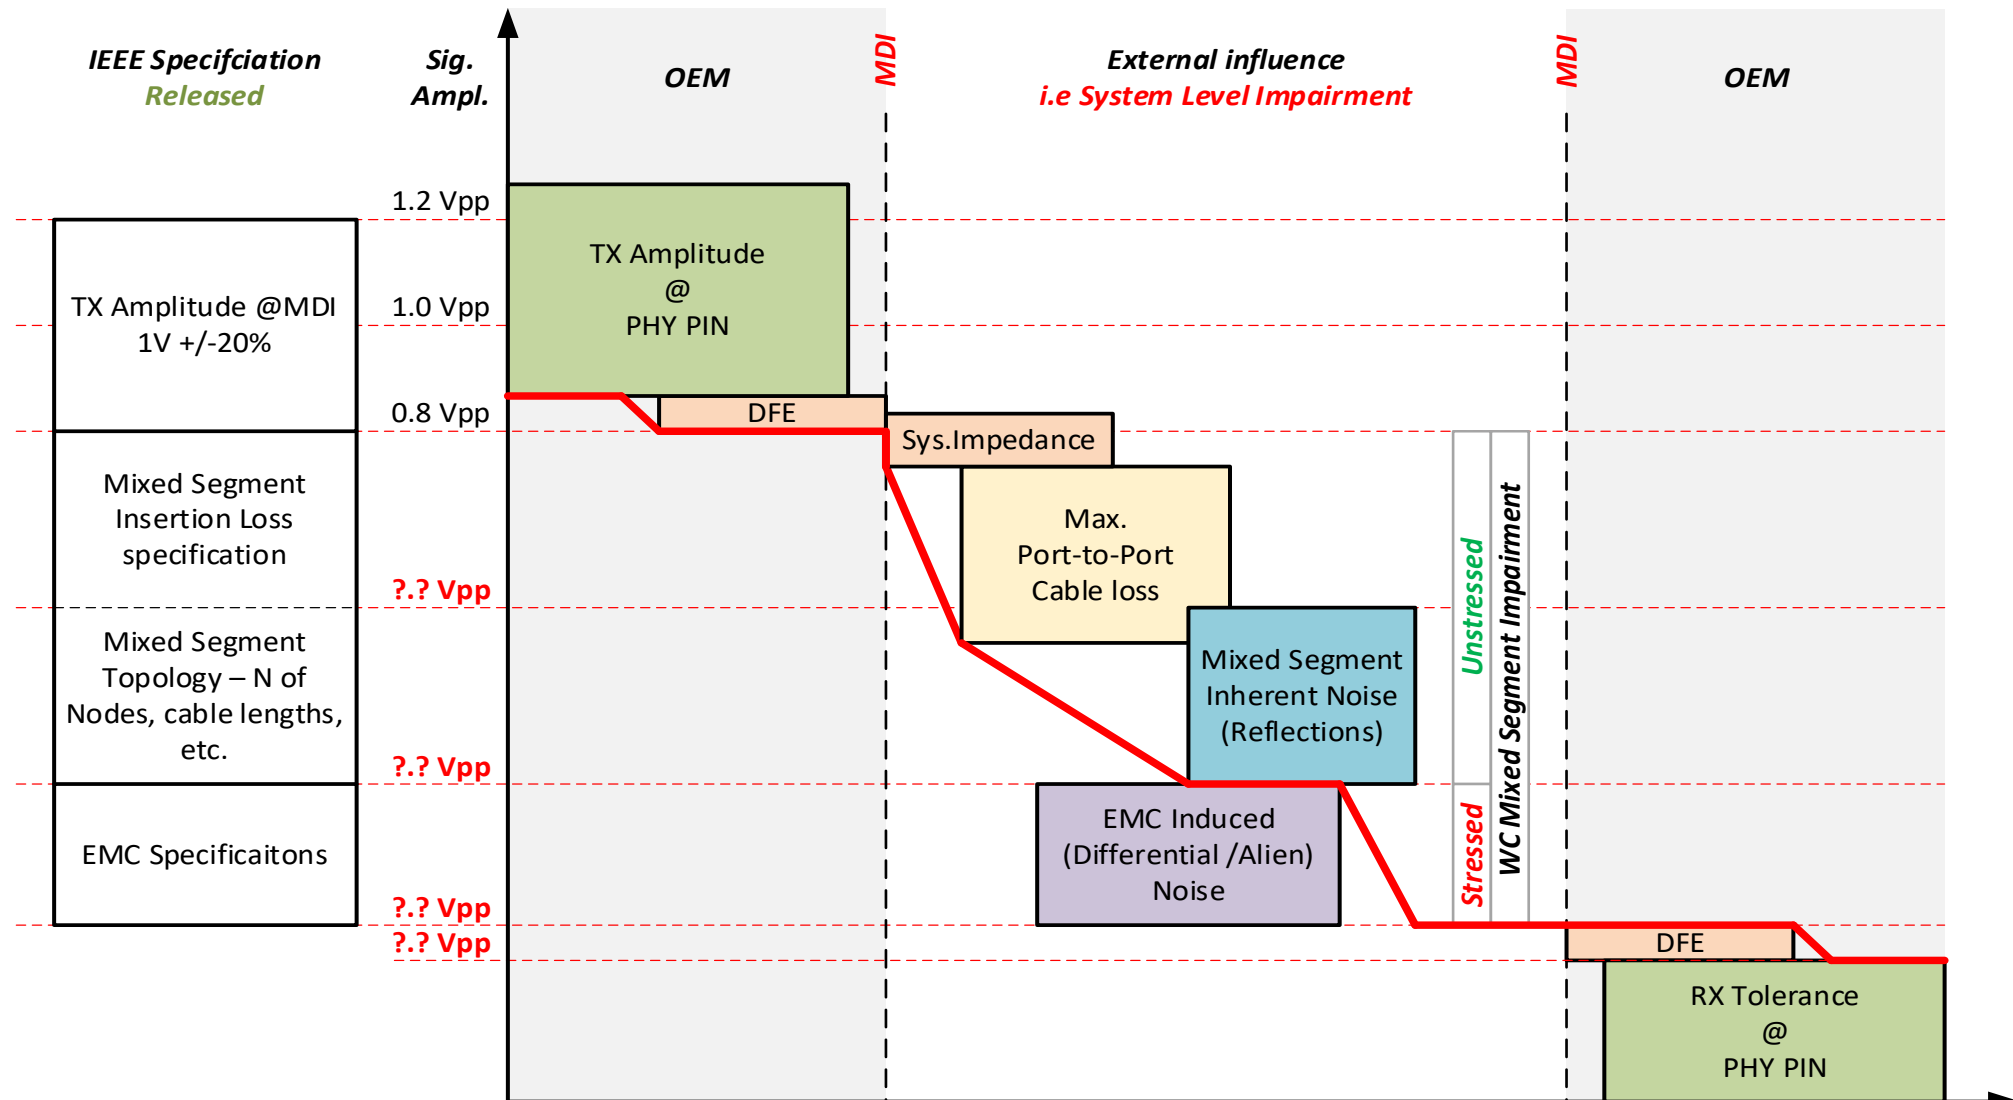 IEEE Specifciation
Released
Sig.
Ampl.
OEM
MDI
External influence
i.e System Level Impairment
MDI
OEM
1.2 Vpp
1.0 Vpp
0.8 Vpp
?.? Vpp
?.? Vpp
?.? Vpp
?.? Vpp
TX Amplitude @MDI
1V +/-20%
Mixed Segment
Insertion Loss
specification
Mixed Segment
Topology – N of
Nodes, cable lengths,
etc.
EMC Specificaitons
TX Amplitude
@
PHY PIN
DFE
Sys.Impedance
Max.
Port-to-Port
Cable loss
Mixed Segment
Inherent Noise
(Reflections)
EMC Induced
(Differential /Alien)
Noise
Unstressed
Stressed
WC Mixed Segment Impairment
DFE
RX Tolerance
@
PHY PIN